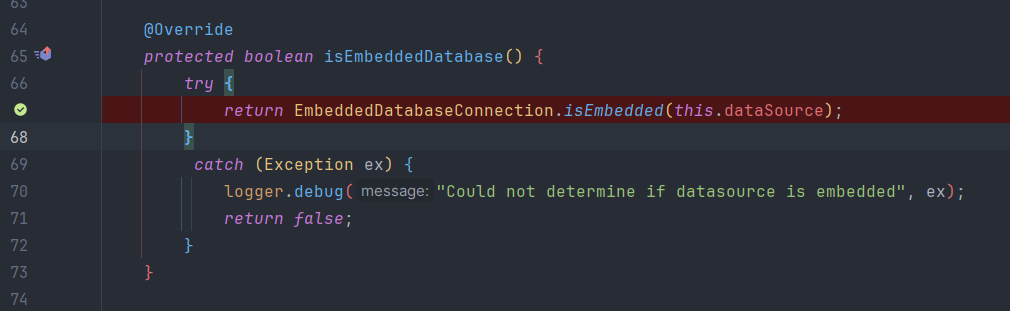 63
64 @Override
65 protected boolean isEmbeddedDatabase() {
66 try {
return EmbeddedDatabaseConnection.isEmbedded(this.dataSource);
68 }
69 catch (Exception ex) {
70 logger.debug( message: "Could not determine if datasource is embedded", ex);
71 return false;
72 }
73 }
74